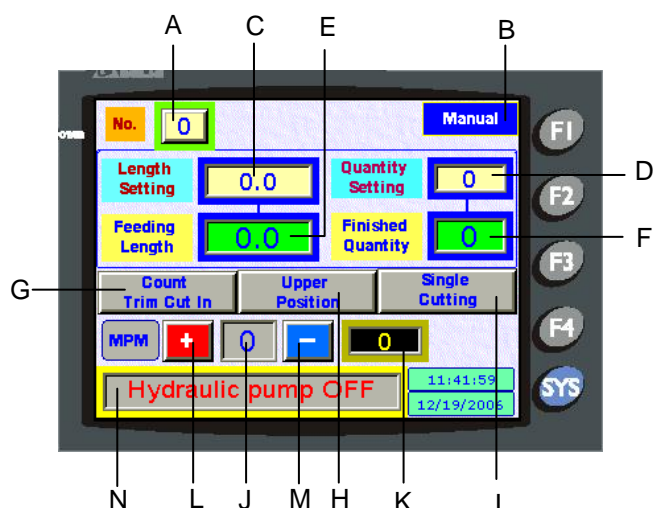 A C E B
No. 0 Manual F1
Length Setting 0.0 Quantity Setting 0 D
F2
Feeding Length 0.0 Finished Quantity 0 F
F3
G Count Trim Cut In Upper Position Single Cutting
MPM + 0 − 0 F4
Hydraulic pump OFF 11:41:59
12/19/2006 SYS
N L J M H K I